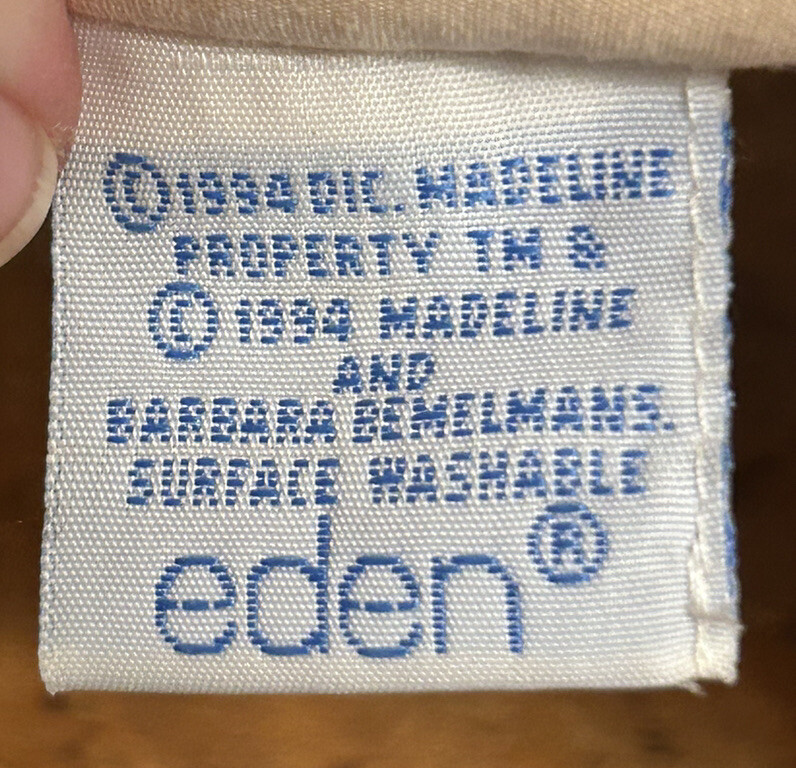 ©1994 DIC. MADELINE
PROPERTY TM &
© 1994 MADELINE
AND
BARBARA BEMELMANS.
SURFACE WASHABLE
eden®